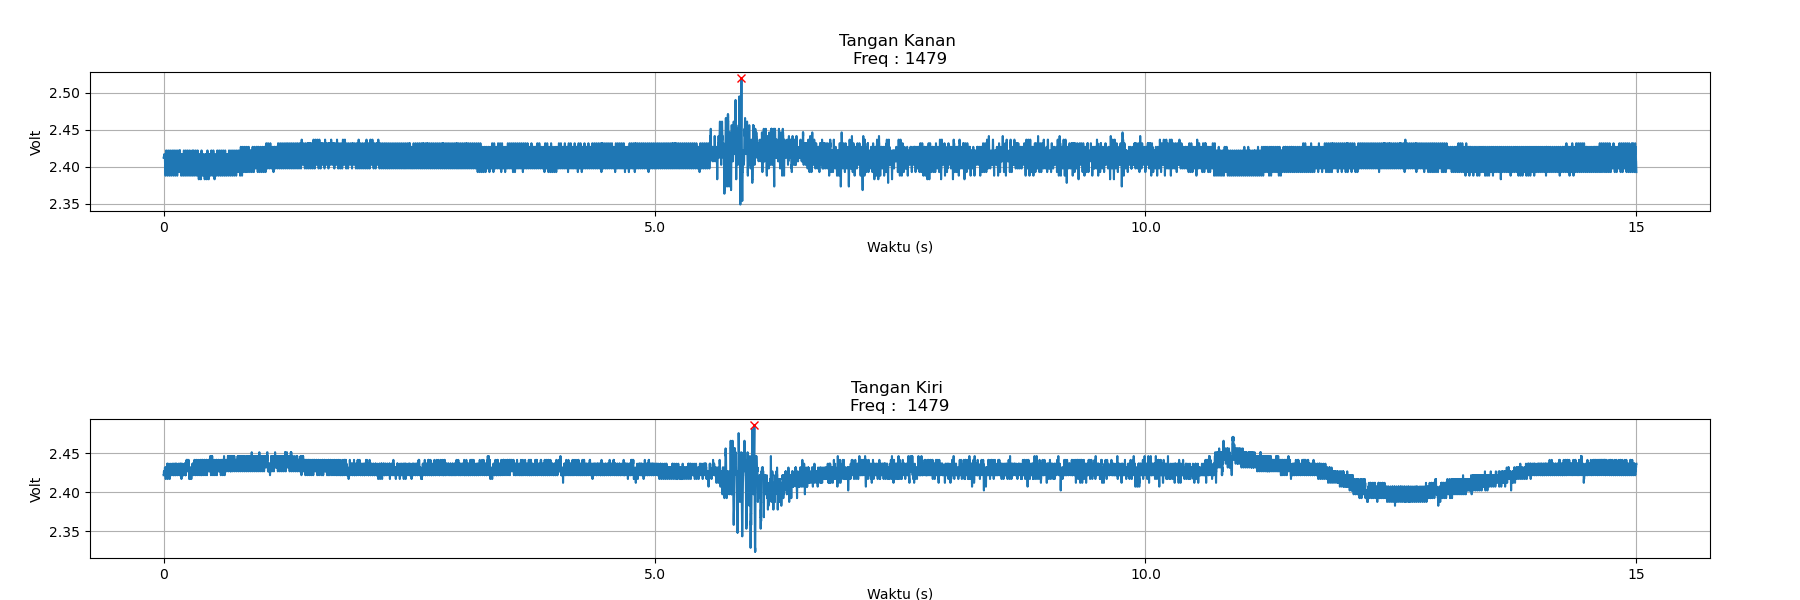 Tangan Kanan
Freq : 1479
2.50
2.45
2.40
2.35
Volt
0 5.0 10.0 15
Waktu (s)
Tangan Kiri
Freq :  1479
2.45
2.40
2.35
Volt
0 5.0 10.0 15
Waktu (s)